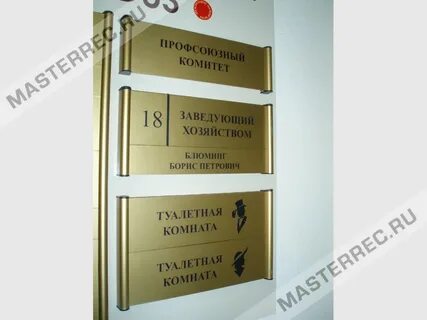 ПРОФСОЮЗНЫЙ
КОМИТЕТ
18
ЗАВЕДУЮЩИЙ
ХОЗЯЙСТВОМ
БЛЮМИНГ
БОРИС ПЕТРОВИЧ
ТУАЛЕТНАЯ
КОМНАТА
ТУАЛЕТНАЯ
КОМНАТА
MASTERREC.RU
MASTERREC.RU